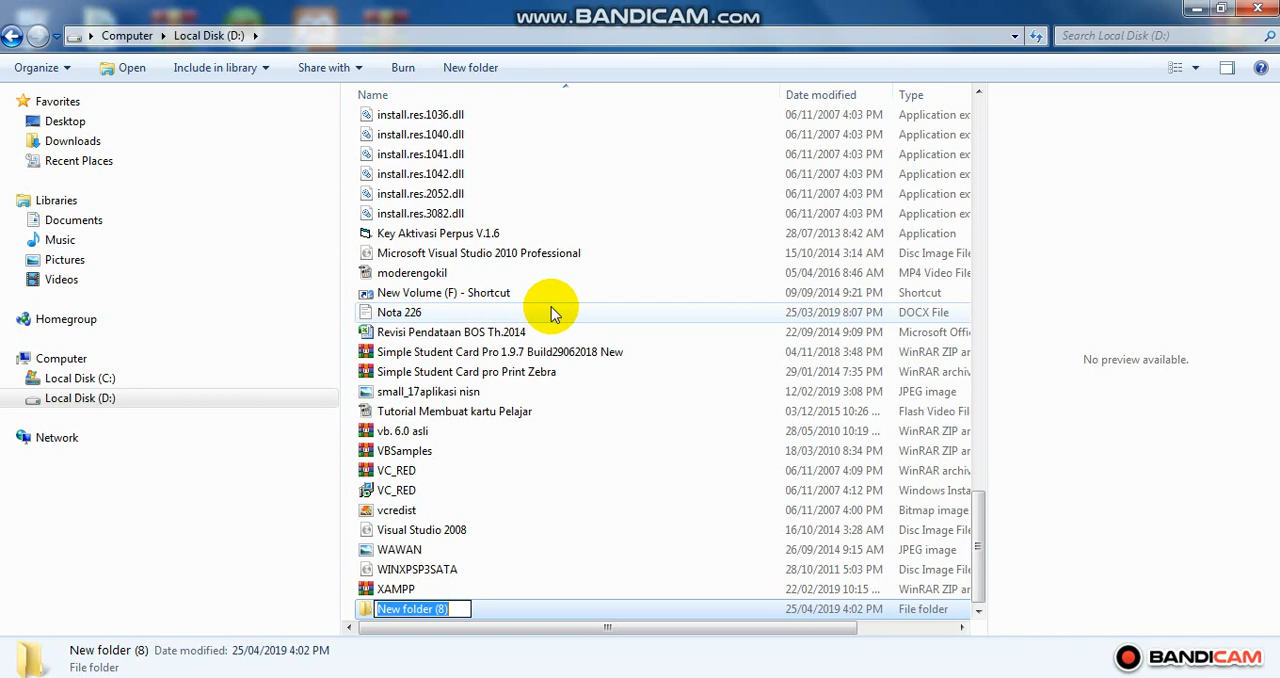 www.BANDICAM.com
Computer Local Disk (D:)
Search Local Disk (D:)
Organize Open Include in library Share with Burn New folder
Favorites
Desktop
Downloads
Recent Places
Libraries
Documents
Music
Pictures
Videos
Homegroup
Computer
Local Disk (C:)
Local Disk (D:)
Network
Name Date modified Type
install.res.1036.dll 06/11/2007 4:03 PM Application ex
install.res.1040.dll 06/11/2007 4:03 PM Application ex
install.res.1041.dll 06/11/2007 4:03 PM Application ex
install.res.1042.dll 06/11/2007 4:03 PM Application ex
install.res.2052.dll 06/11/2007 4:03 PM Application ex
install.res.3082.dll 06/11/2007 4:03 PM Application ex
Key Aktivasi Perpus V.1.6 28/07/2013 8:42 AM Application
Microsoft Visual Studio 2010 Professional 15/10/2014 3:14 AM Disc Image File
moderengokil 05/04/2016 8:46 AM MP4 Video File
New Volume (F) - Shortcut 09/09/2014 9:21 PM Shortcut
Nota 226 25/03/2019 8:07 PM DOCX File
Revisi Pendataan BOS Th.2014 22/09/2014 9:09 PM Microsoft Offi
Simple Student Card Pro 1.9.7 Build29062018 New 04/11/2018 3:48 PM WinRAR ZIP ar
Simple Student Card pro Print Zebra 29/01/2014 7:35 PM WinRAR ZIP ar
small_17aplikasi nisn 12/02/2019 3:08 PM JPEG image
Tutorial Membuat kartu Pelajar 03/12/2015 10:26 ... Flash Video Fil
vb. 6.0 asli 28/05/2010 10:19 ... WinRAR ZIP ar
VBSamples 18/03/2010 8:34 PM WinRAR ZIP ar
VC_RED 06/11/2007 4:09 PM WinRAR archiv
VC_RED 06/11/2007 4:12 PM Windows Insta
vcredist 06/11/2007 4:00 PM Bitmap image
Visual Studio 2008 16/10/2014 3:28 AM Disc Image File
WAWAN 26/09/2014 9:15 AM JPEG image
WINXPSP3SATA 28/10/2011 5:03 PM Disc Image File
XAMPP 22/02/2019 10:15 ... WinRAR ZIP ar
New folder (8) 25/04/2019 4:02 PM File folder
No preview available.
New folder (8) Date modified: 25/04/2019 4:02 PM
File folder
BANDICAM